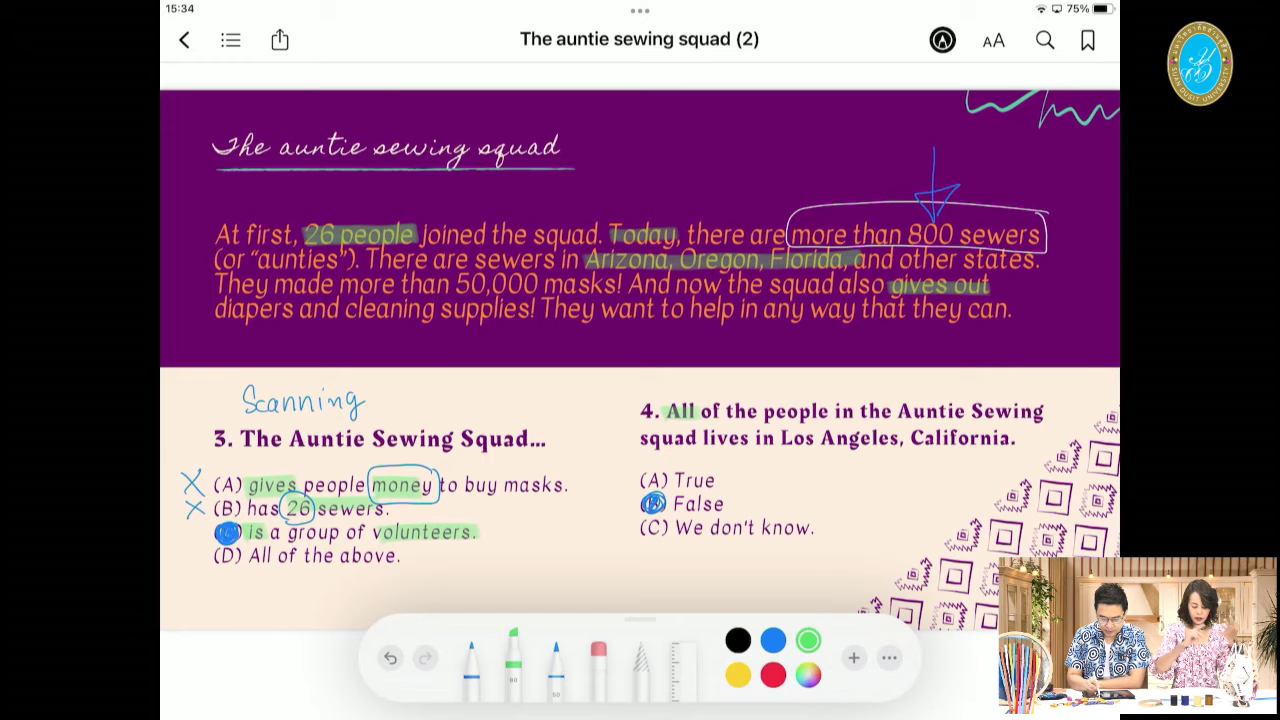 15:34
75%
The auntie sewing squad (2)
AA
The auntie sewing squad
At first, 26 people joined the squad. Today, there are more than 800 sewers
(or “aunties”). There are sewers in Arizona, Oregon, Florida, and other states.
They made more than 50,000 masks! And now the squad also gives out
diapers and cleaning supplies! They want to help in any way that they can.
Scanning
3. The Auntie Sewing Squad...
X (A) gives people money to buy masks.
X (B) has 26 sewers.
is a group of volunteers.
(D) All of the above.
4. All of the people in the Auntie Sewing
squad lives in Los Angeles, California.
(A) True
False
(C) We don't know.
80
50
SUAN DUSIT UNIVERSITY